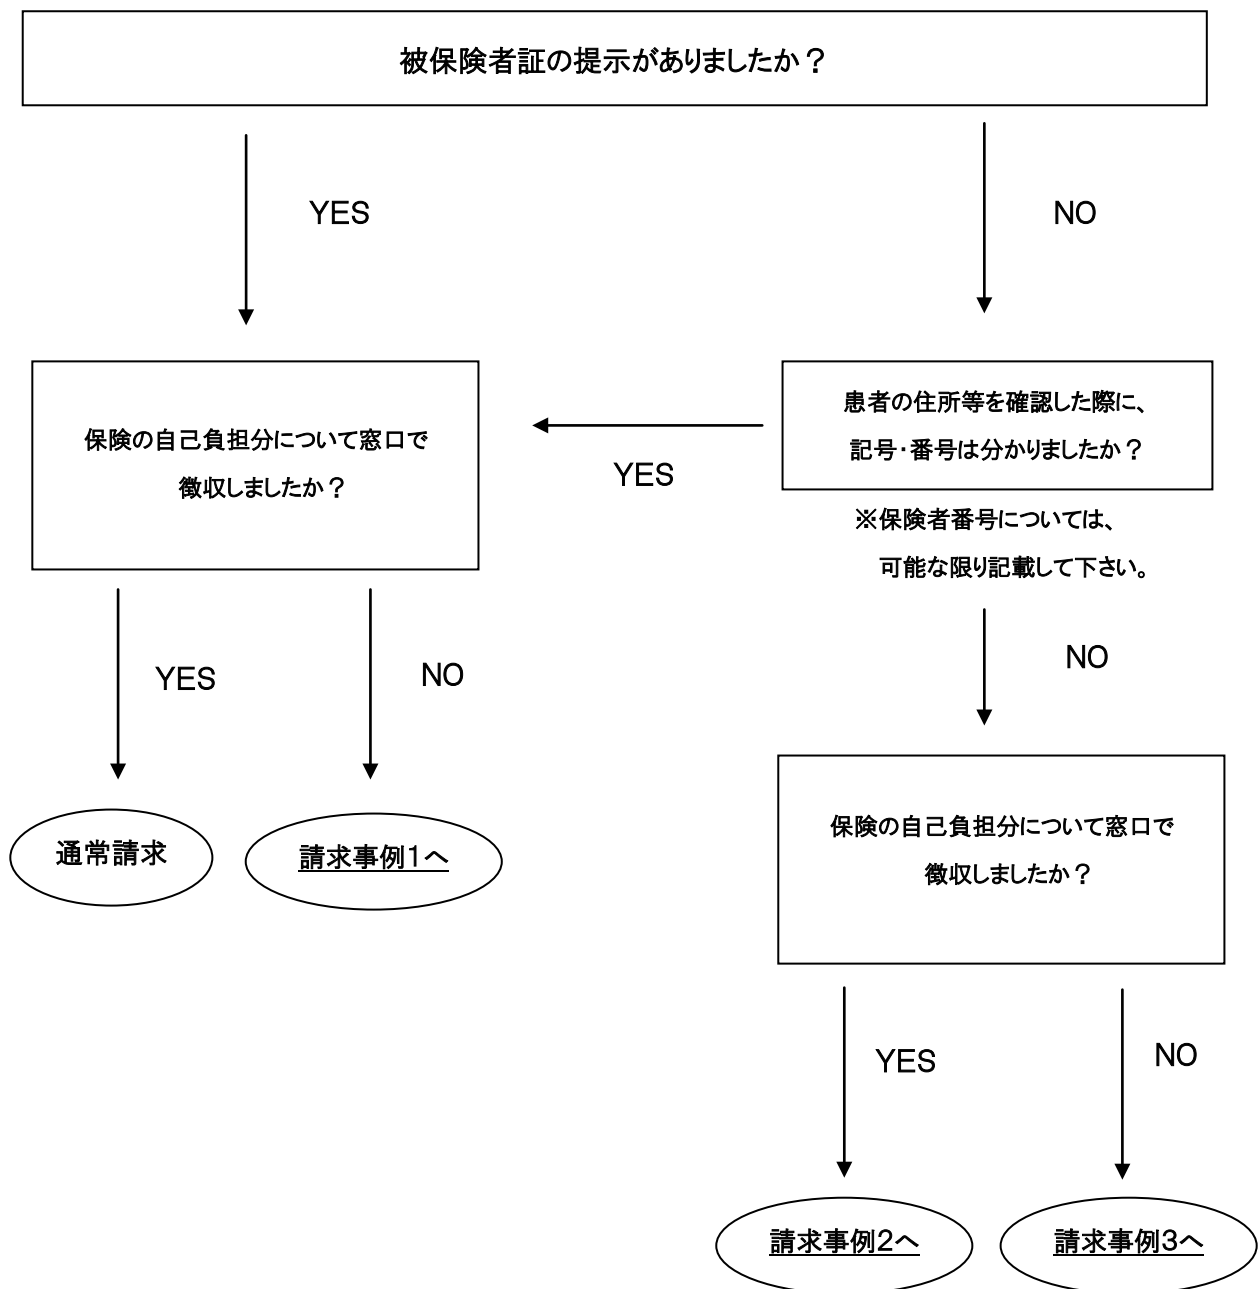 被保険者証の提示がありましたか？
YES
NO
保険の自己負担分について窓口で
徴収しましたか？
YES
患者の住所等を確認した際に、
記号・番号は分かりましたか？
※保険者番号については、
可能な限り記載して下さい。
YES
NO
NO
通常請求
請求事例1へ
保険の自己負担分について窓口で
徴収しましたか？
YES
NO
請求事例2へ
請求事例3へ